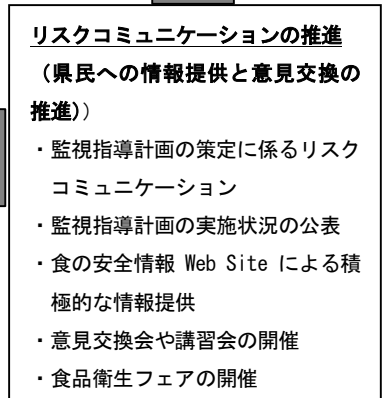 リスクコミュニケーションの推進
（県民への情報提供と意見交換の
推進)）
・監視指導計画の策定に係るリスク
コミュニケーション
・監視指導計画の実施状況の公表
・食の安全情報 Web Site による積
極的な情報提供
・意見交換会や講習会の開催
・食品衛生フェアの開催